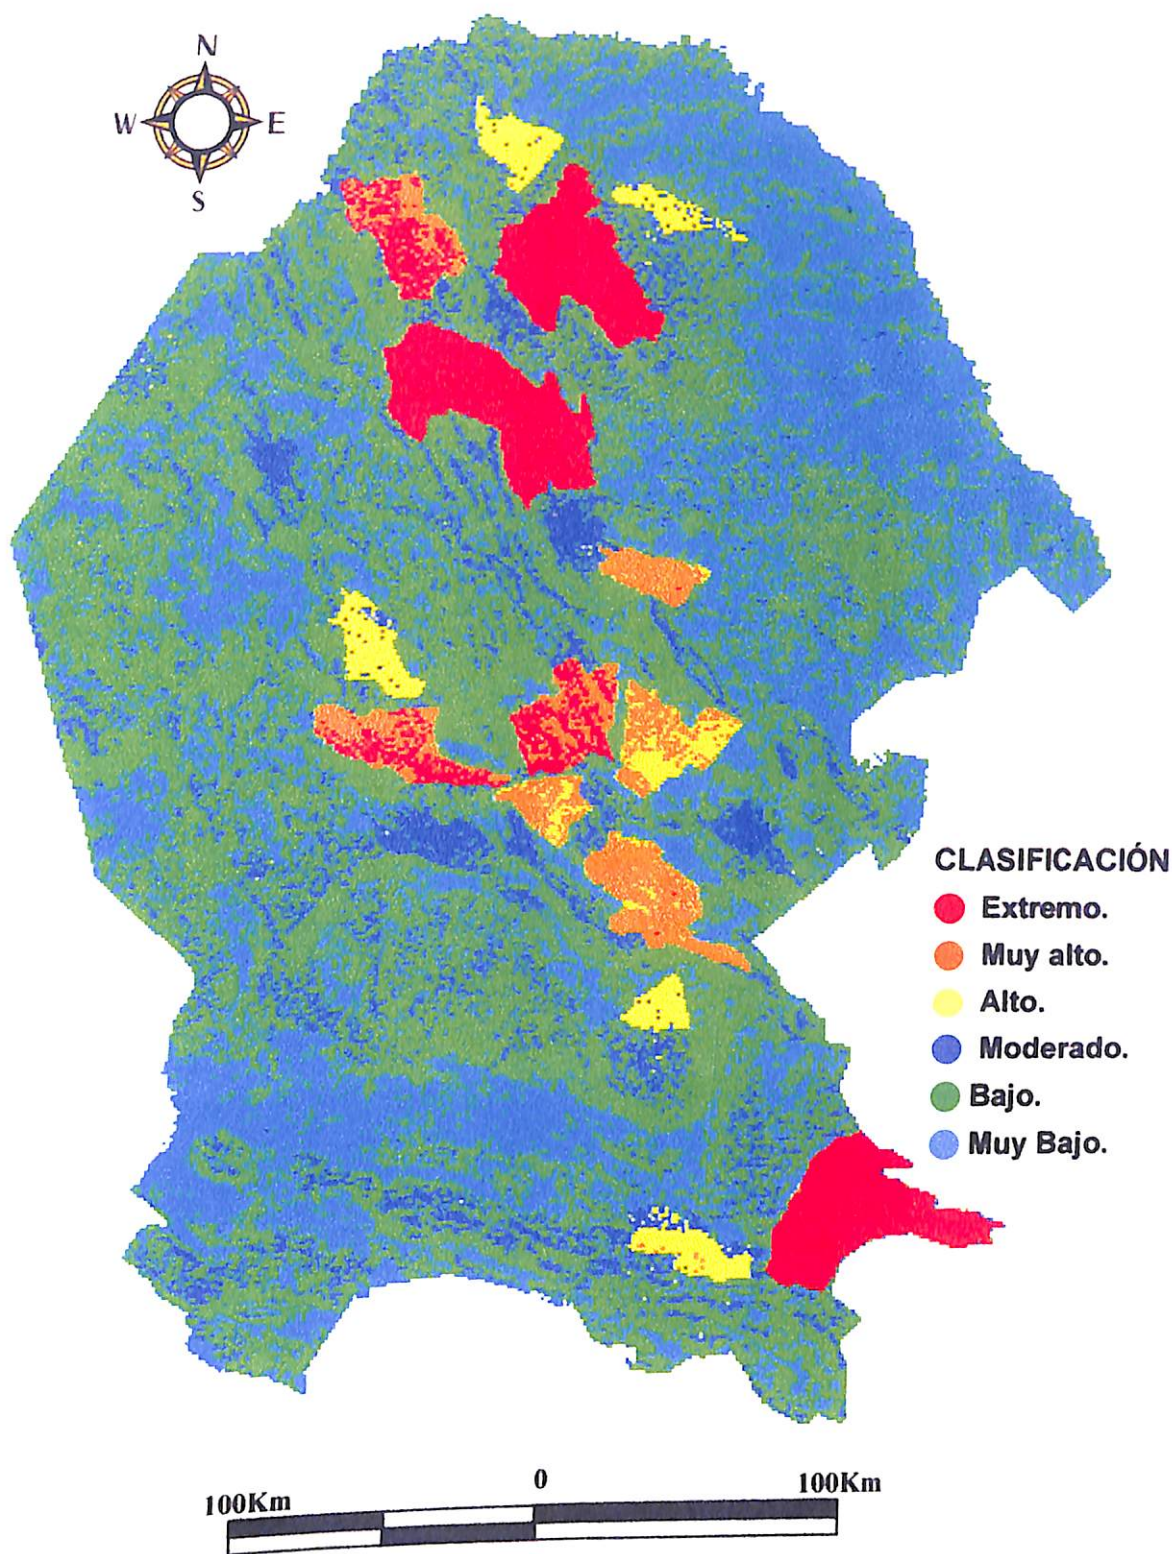 N
W E
S
CLASIFICACIÓN
Extremo.
Muy alto.
Alto.
Moderado.
Bajo.
Muy Bajo.
100Km 0 100Km